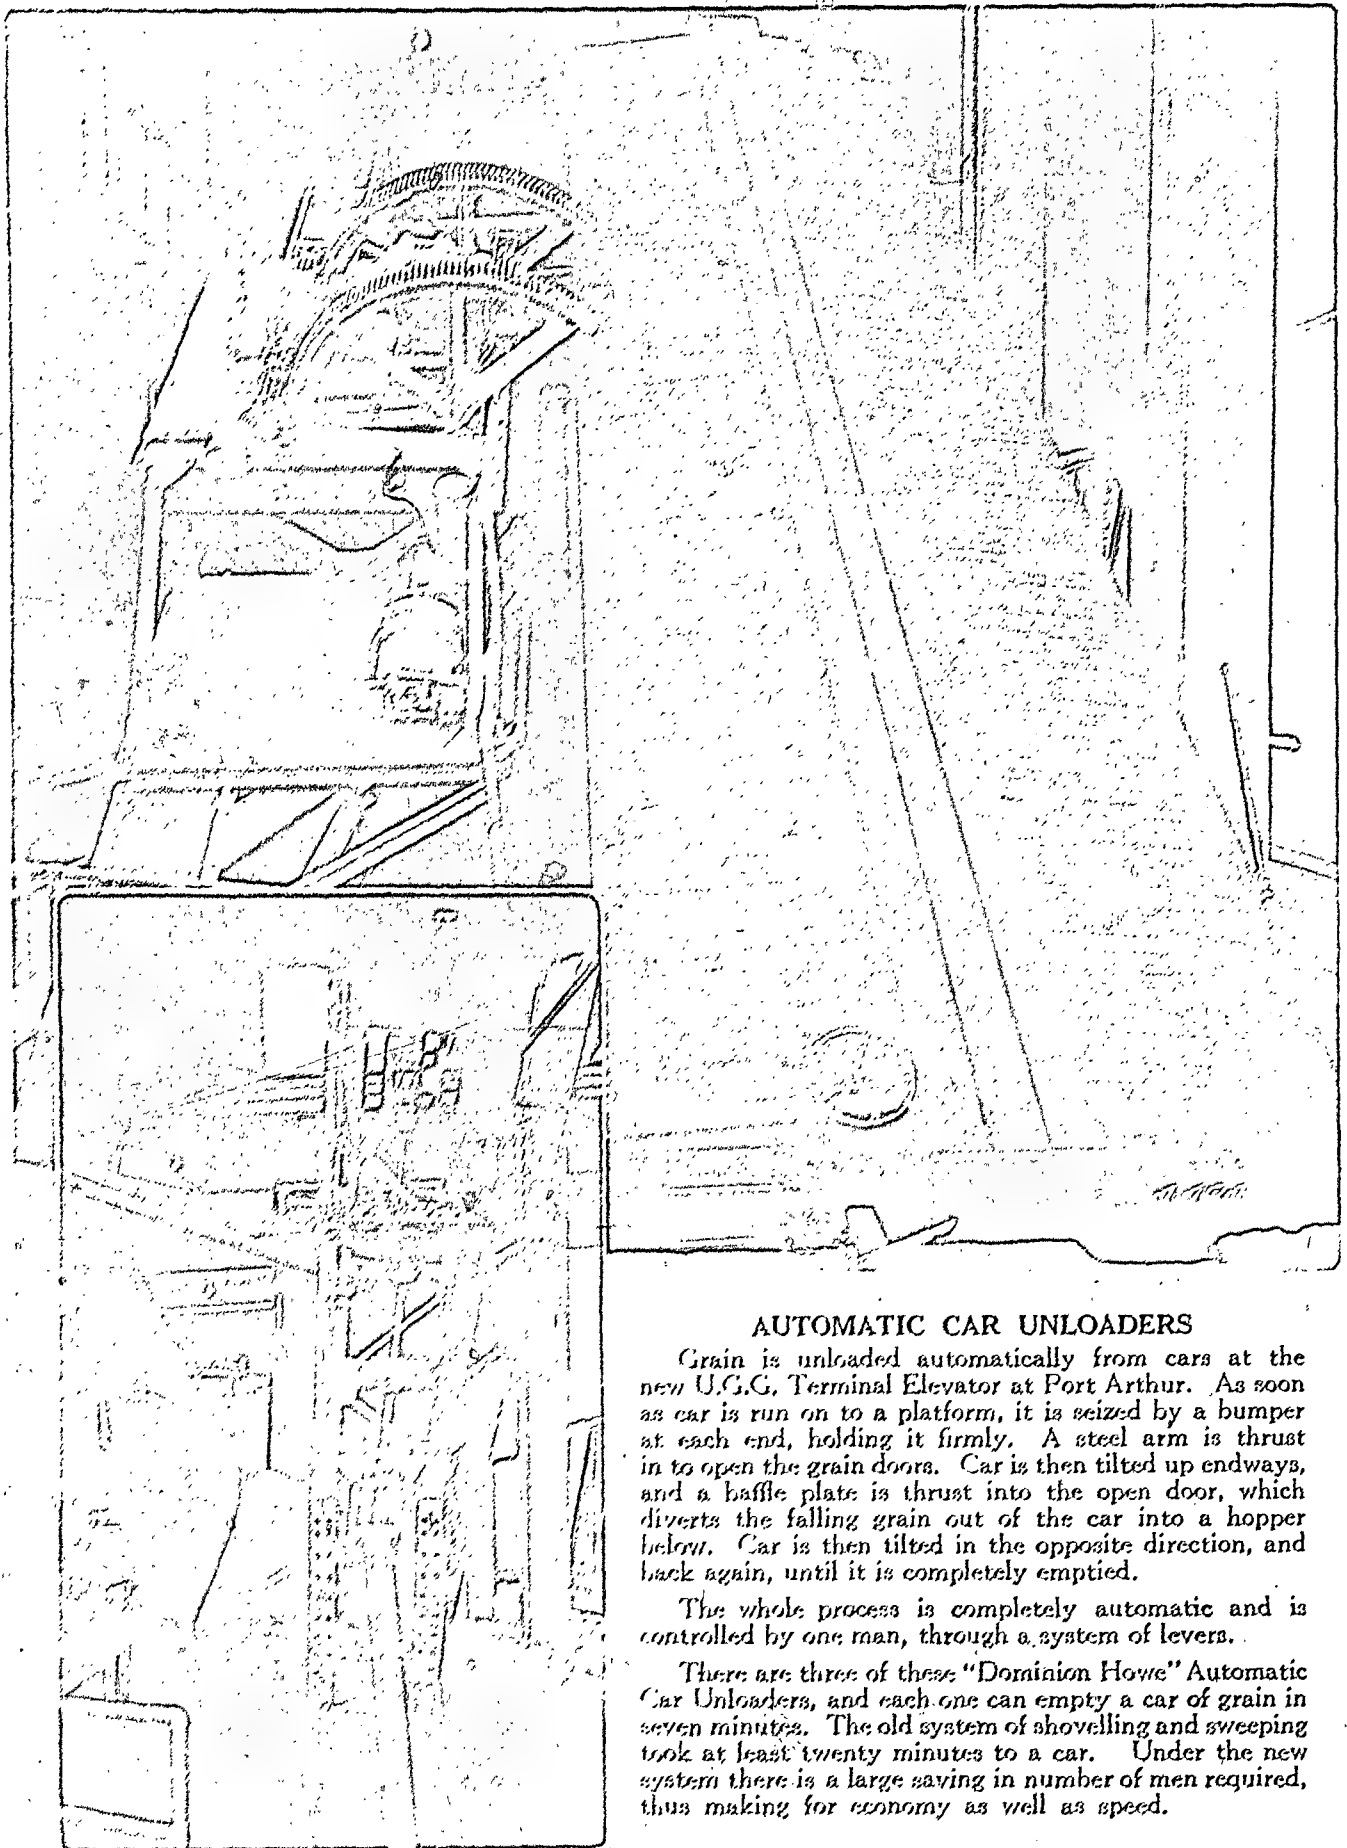 AUTOMATIC CAR UNLOADERS
Grain is unloaded automatically from cars at the
new U.G.G. Terminal Elevator at Port Arthur. As soon
as car is run on to a platform, it is seized by a bumper
at each end, holding it firmly. A steel arm is thrust
in to open the grain doors. Car is then tilted up endways,
and a baffle plate is thrust into the open door, which
diverts the falling grain out of the car into a hopper
below. Car is then tilted in the opposite direction, and
back again, until it is completely emptied.
The whole process is completely automatic and is
controlled by one man, through a system of levers.
There are three of these "Dominion Howe" Automatic
Car Unloaders, and each one can empty a car of grain in
seven minutes. The old system of shovelling and sweeping
took at least twenty minutes to a car. Under the new
system there is a large saving in number of men required,
thus making for economy as well as speed.